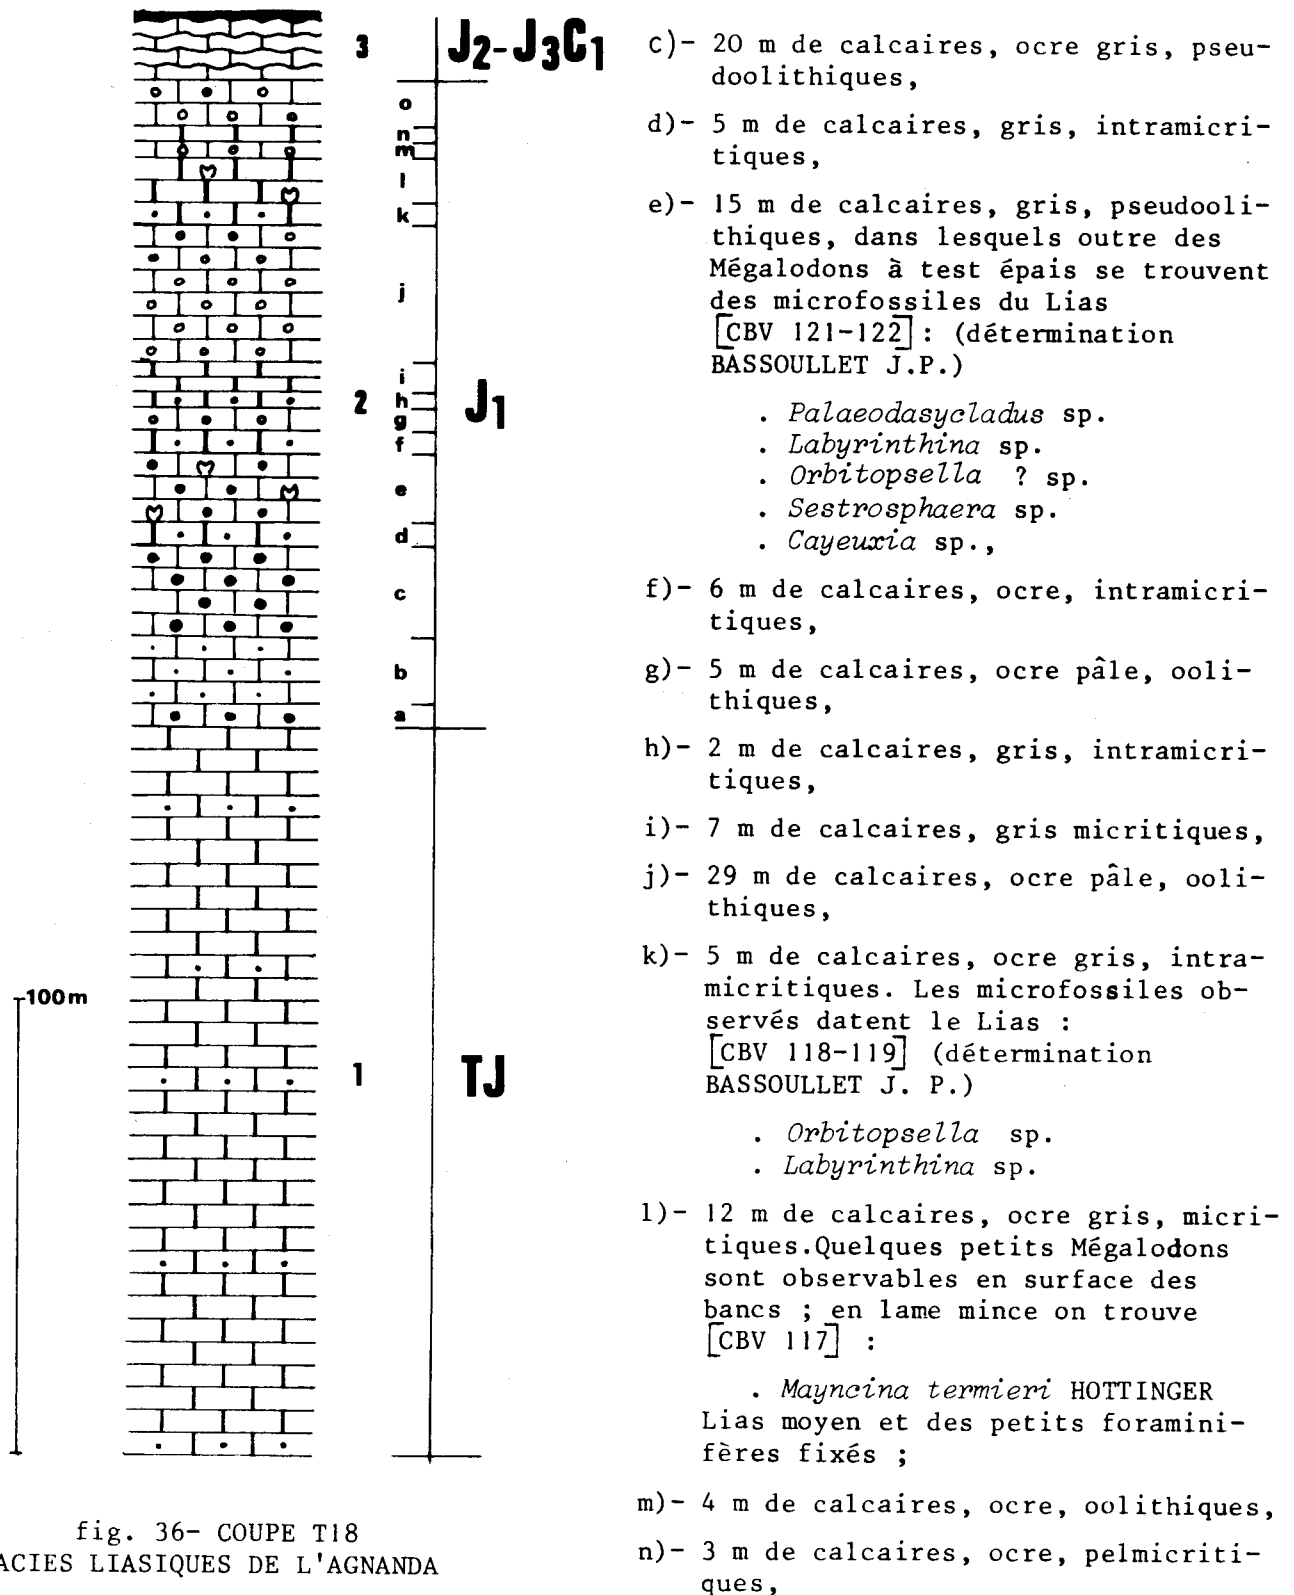 3
J2-J3C1
o
n
m
l
k
j
i
2
h
J1
g
f
e
d
c
b
a
100m
1
TJ
fig. 36- COUPE T18
ACIES LIASIQUES DE L'AGNANDA
c)- 20 m de calcaires, ocre gris, pseu-
doolithiques,
d)- 5 m de calcaires, gris, intramicri-
tiques,
e)- 15 m de calcaires, gris, pseudooli-
thiques, dans lesquels outre des
Mégalodons à test épais se trouvent
des microfossiles du Lias
[CBV 121-122] : (détermination
BASSOULLET J.P.)
. Palaeodasycladus sp.
. Labyrinthina sp.
. Orbitopsella ? sp.
. Sestrosphaera sp.
. Cayeuxia sp.,
f)- 6 m de calcaires, ocre, intramicri-
tiques,
g)- 5 m de calcaires, ocre pâle, ooli-
thiques,
h)- 2 m de calcaires, gris, intramicri-
tiques,
i)- 7 m de calcaires, gris micritiques,
j)- 29 m de calcaires, ocre pâle, ooli-
thiques,
k)- 5 m de calcaires, ocre gris, intra-
micritiques. Les microfossiles ob-
servés datent le Lias :
[CBV 118-119] (détermination
BASSOULLET J. P.)
. Orbitopsella sp.
. Labyrinthina sp.
l)- 12 m de calcaires, ocre gris, micri-
tiques.Quelques petits Mégalodons
sont observables en surface des
bancs ; en lame mince on trouve
[CBV 117] :
. Mayncina termieri HOTTINGER
Lias moyen et des petits foramini-
fères fixés ;
m)- 4 m de calcaires, ocre, oolithiques,
n)- 3 m de calcaires, ocre, pelmicriti-
ques,